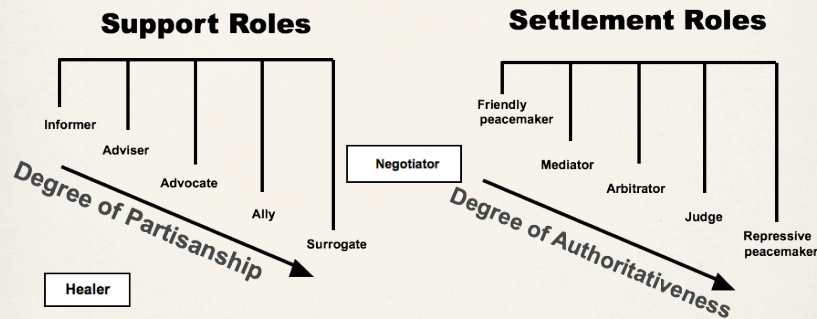 Support Roles
Informer
Adviser
Advocate
Ally
Surrogate
Degree of Partisanship
Healer
Negotiator
Settlement Roles
Friendly
peacemaker
Mediator
Arbitrator
Judge
Repressive
peacemaker
Degree of Authoritativeness